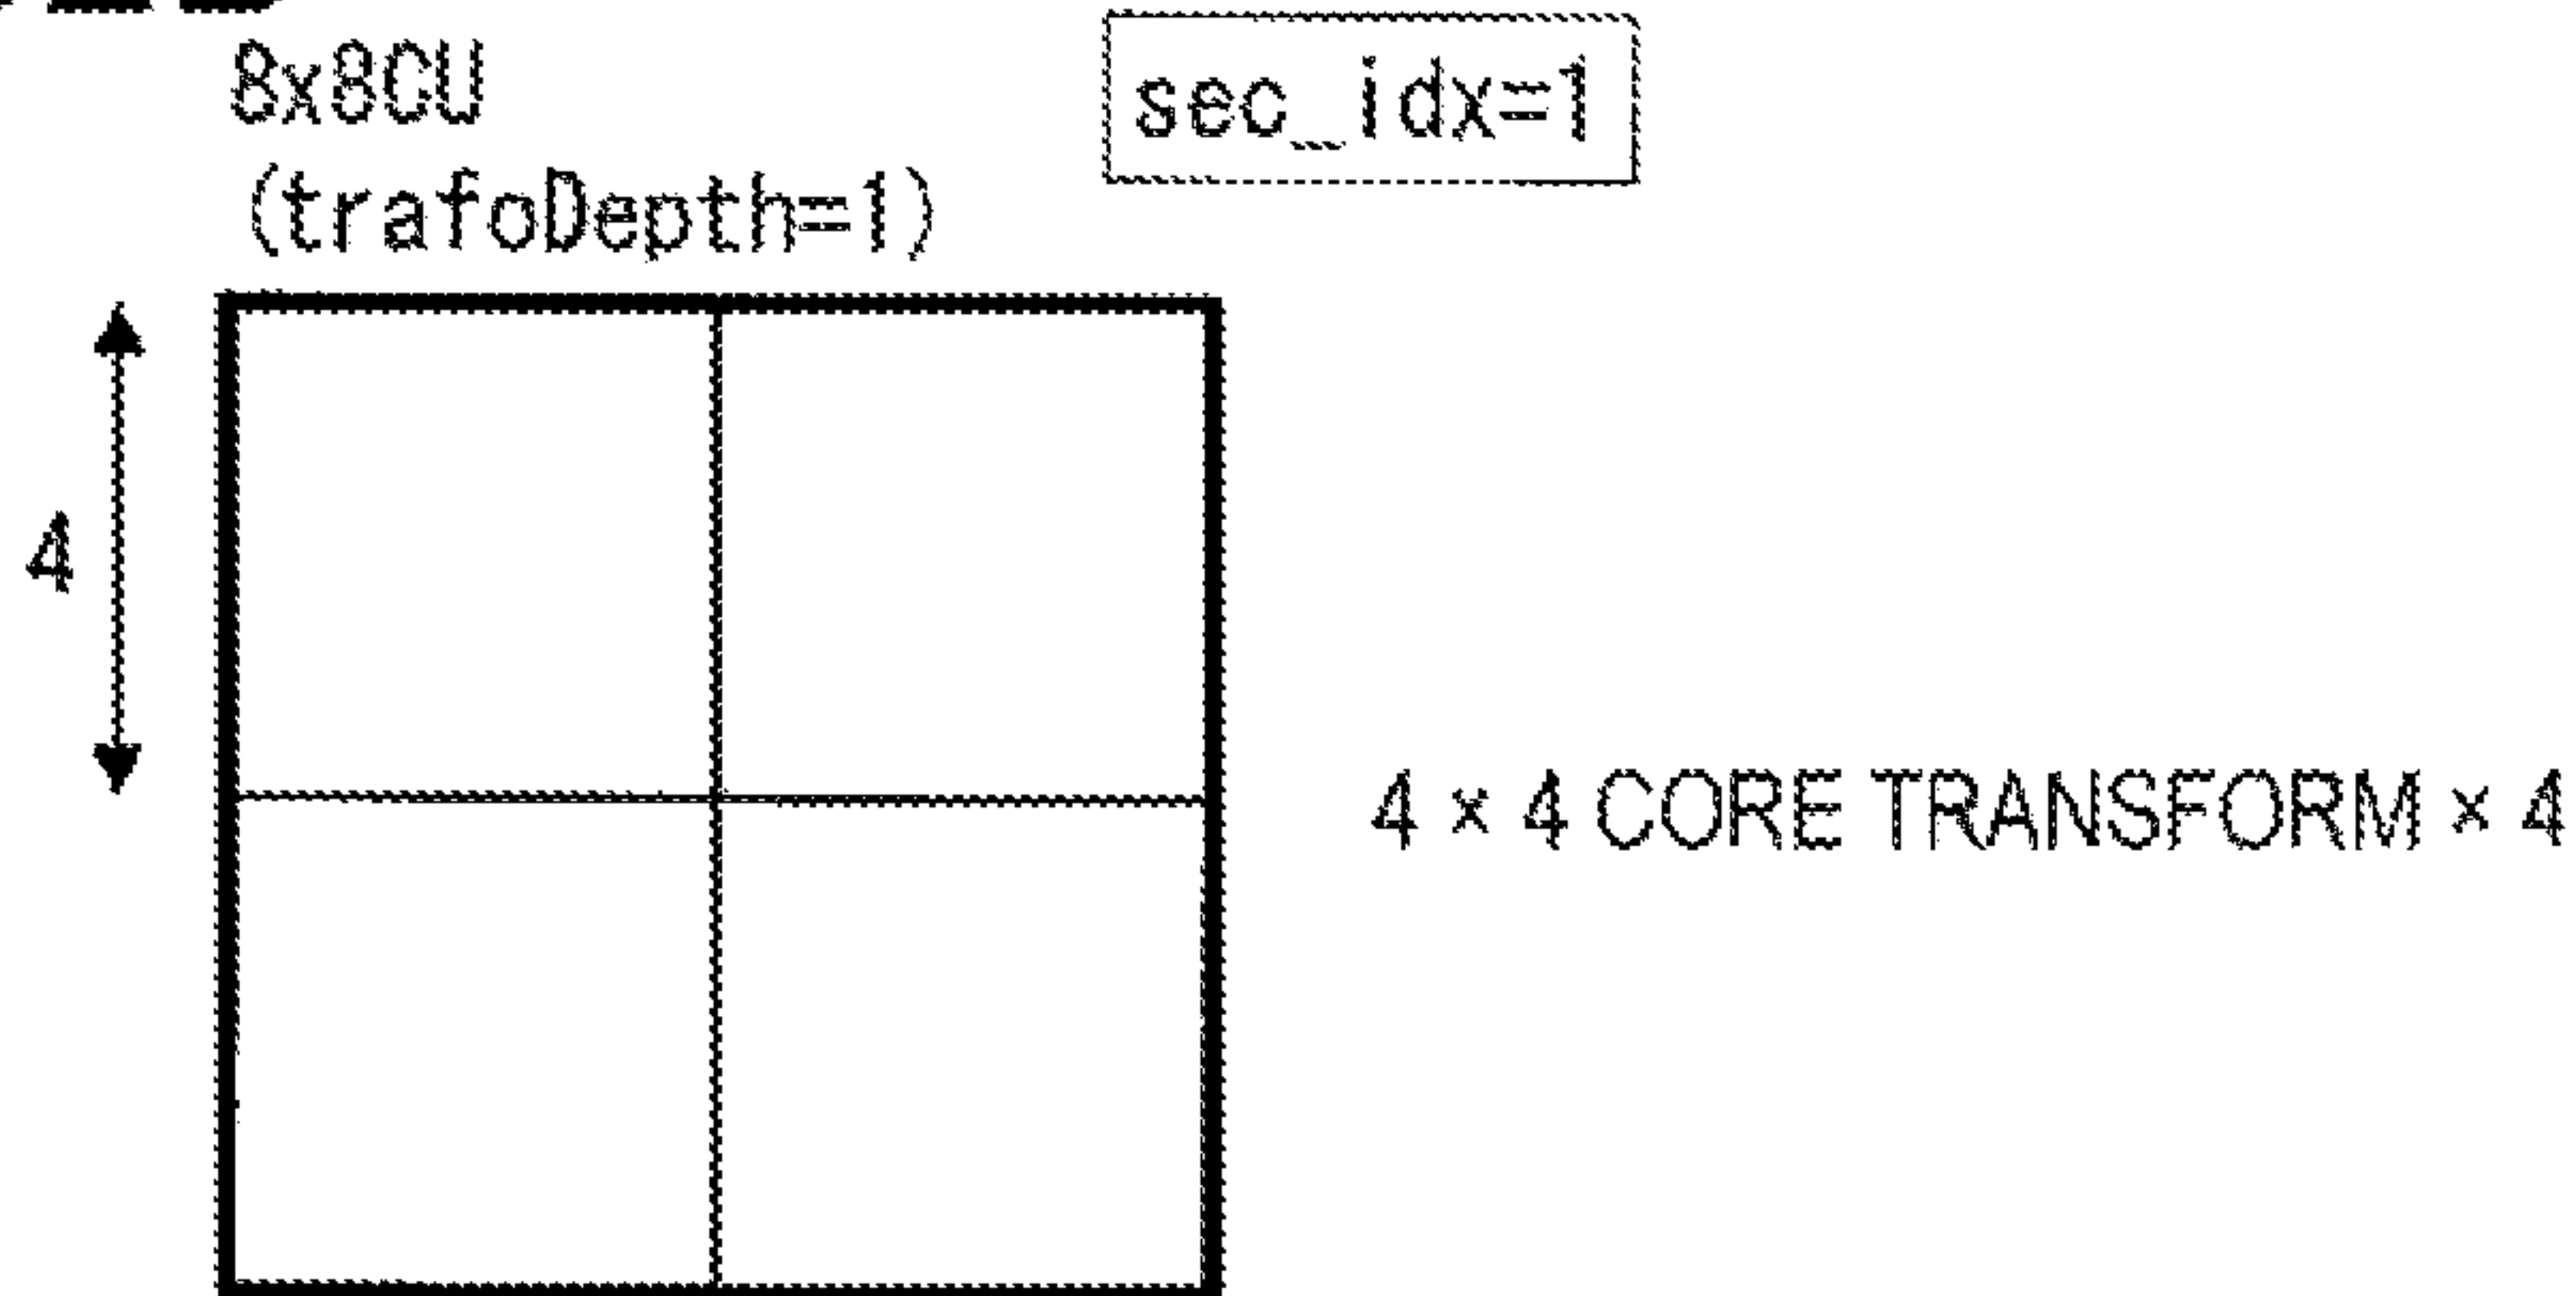 8x8CU
sec_idx=1
(trafoDepth=1)
4
4 × 4 CORE TRANSFORM × 4